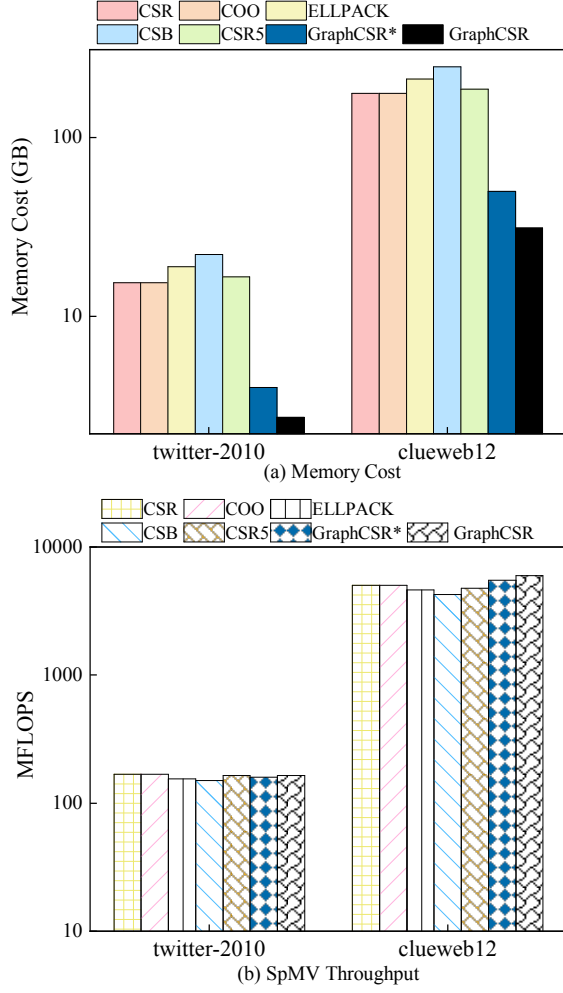 CSR COO ELLPACK
CSB CSR5 GraphCSR* GraphCSR
Memory Cost (GB)
100
10
twitter-2010 clueweb12
(a) Memory Cost
CSR COO ELLPACK
CSB CSR5 GraphCSR* GraphCSR
MFLOPS
10000
1000
100
10
twitter-2010 clueweb12
(b) SpMV Throughput